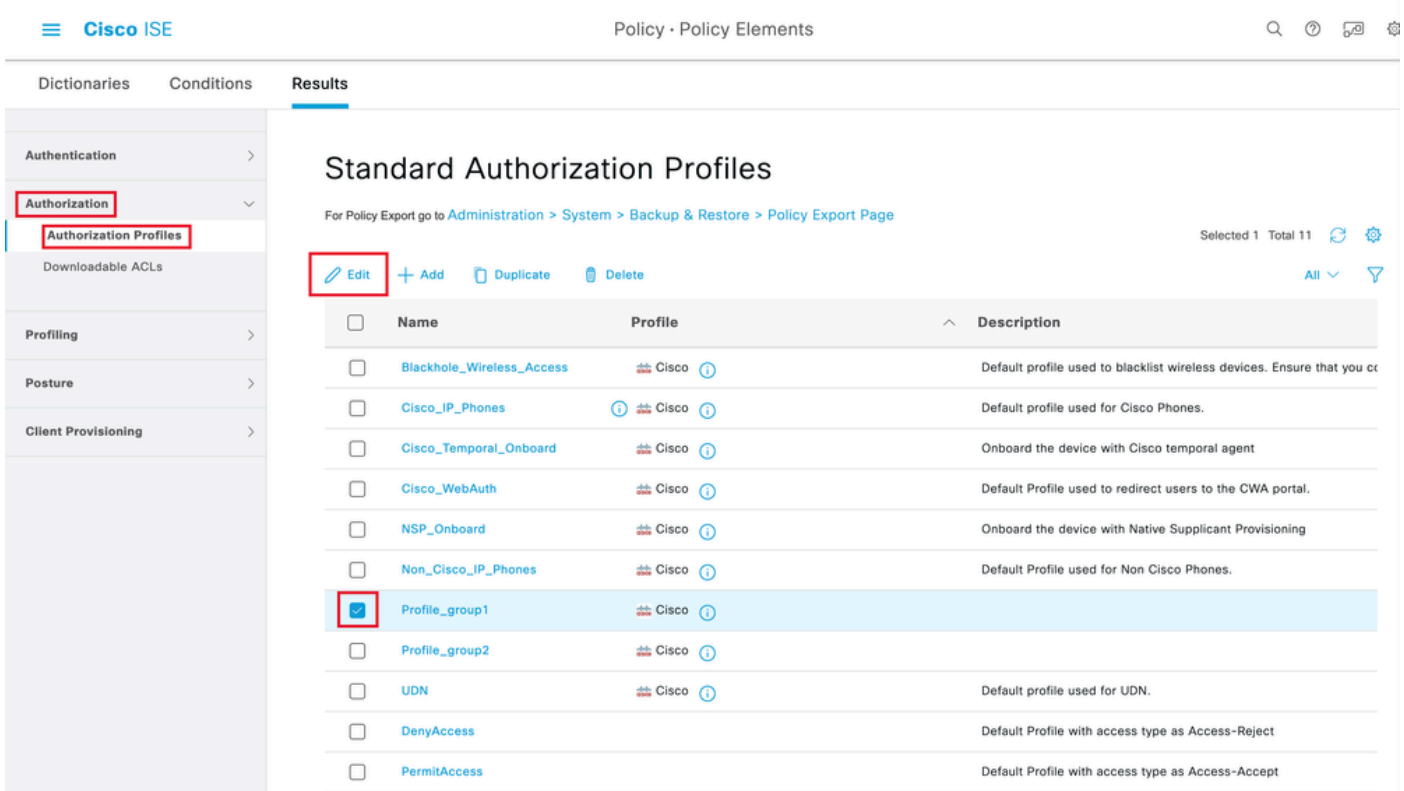 Cisco ISE
Policy · Policy Elements
Dictionaries Conditions Results
Authentication
Authorization
Authorization Profiles
Downloadable ACLs
Profiling
Posture
Client Provisioning
Standard Authorization Profiles
For Policy Export go to Administration > System > Backup & Restore > Policy Export Page
Selected 1 Total 11
Edit Add Duplicate Delete All
Name Profile Description
Blackhole_Wireless_Access Cisco Default profile used to blacklist wireless devices. Ensure that you
Cisco_IP_Phones Cisco Default profile used for Cisco Phones.
Cisco_Temporal_Onboard Cisco Onboard the device with Cisco temporal agent
Cisco_WebAuth Cisco Default Profile used to redirect users to the CWA portal.
NSP_Onboard Cisco Onboard the device with Native Supplicant Provisioning
Non_Cisco_IP_Phones Cisco Default Profile used for Non Cisco Phones.
Profile_group1 Cisco
Profile_group2 Cisco
UDN Cisco Default profile used for UDN.
DenyAccess Default Profile with access type as Access-Reject
PermitAccess Default Profile with access type as Access-Accept